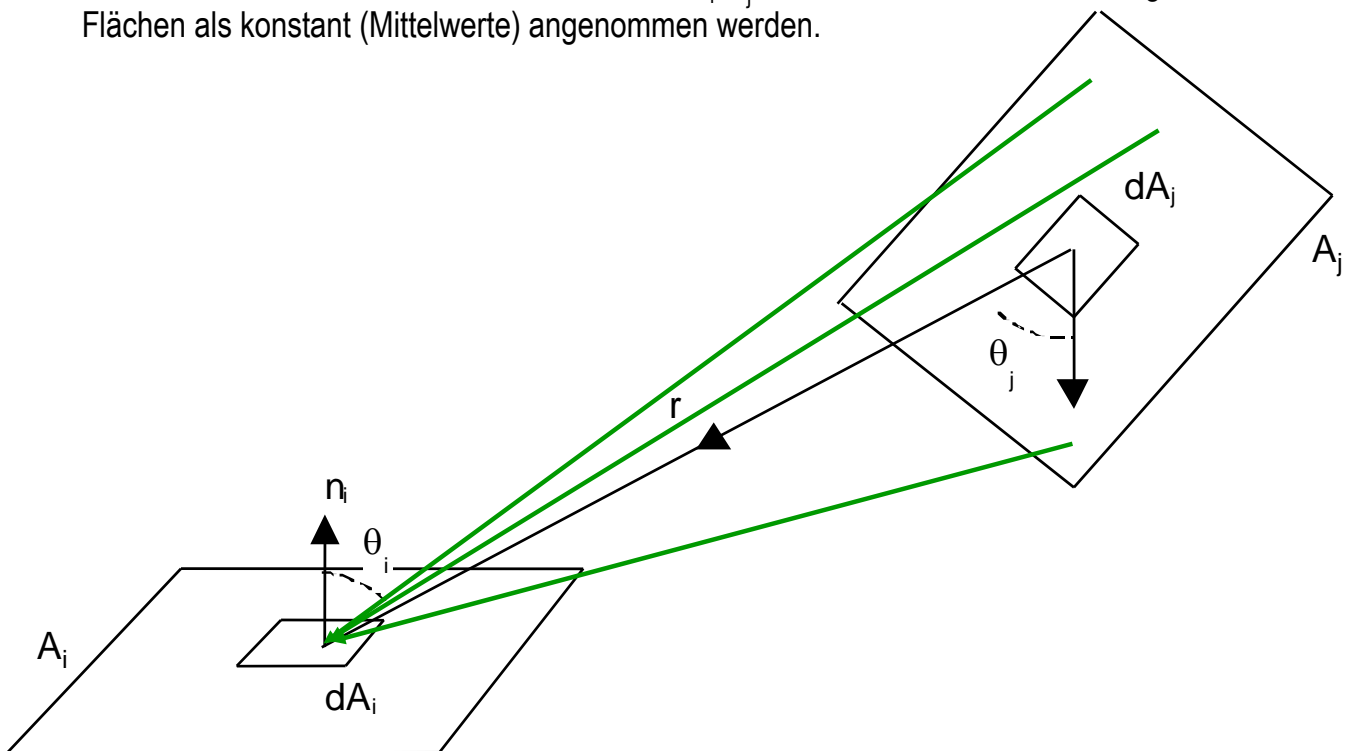 j
Flächen als konstant (Mittelwerte) angenommen werden.
dAⱼ
Aⱼ
θⱼ
r
nᵢ
θᵢ
Aᵢ
dAᵢ